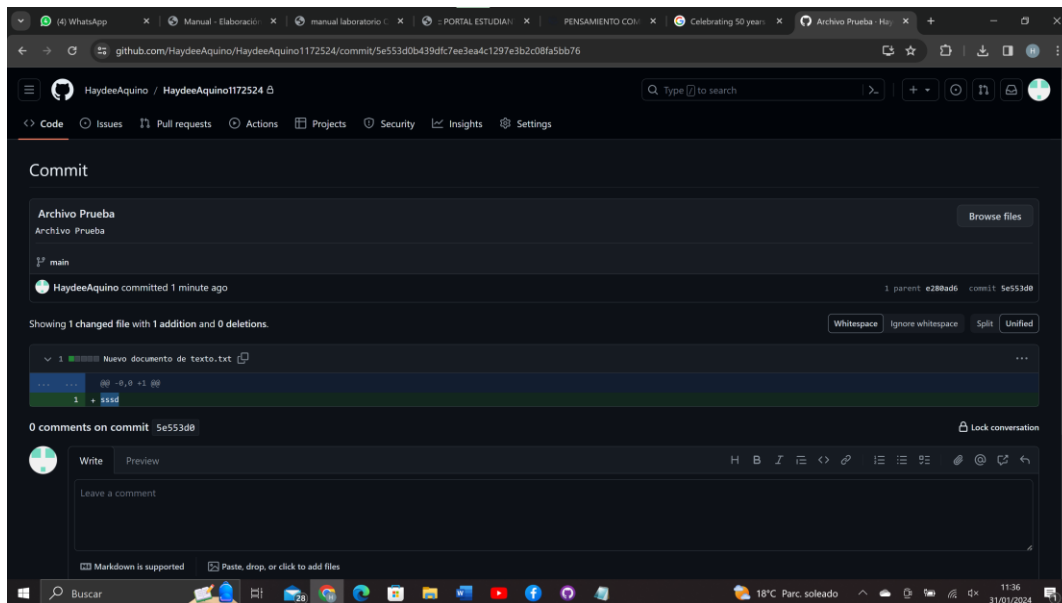 (4) WhatsApp
Manual - Elaboración
manual laboratorio C
:: PORTAL ESTUDIAN
PENSAMIENTO COM
Celebrating 50 years
Archivo Prueba · Hay
github.com/HaydeeAquino/HaydeeAquino1172524/commit/5e553d0b439dfc7ee3ea4c1297e3b2c08fa5bb76
H
HaydeeAquino / HaydeeAquino1172524
Type / to search
Code Issues Pull requests Actions Projects Security Insights Settings
Commit
Archivo Prueba
Browse files
Archivo Prueba
main
HaydeeAquino committed 1 minute ago
1 parent e280ad6 commit 5e553d0
Showing 1 changed file with 1 addition and 0 deletions.
Whitespace Ignore whitespace Split Unified
1 Nuevo documento de texto.txt
... ... @@ -0,0 +1 @@
1 + sssd
0 comments on commit 5e553d0
Lock conversation
Write Preview
Leave a comment
Markdown is supported
Paste, drop, or click to add files
Buscar
28
18°C Parc. soleado
11:36
31/01/2024